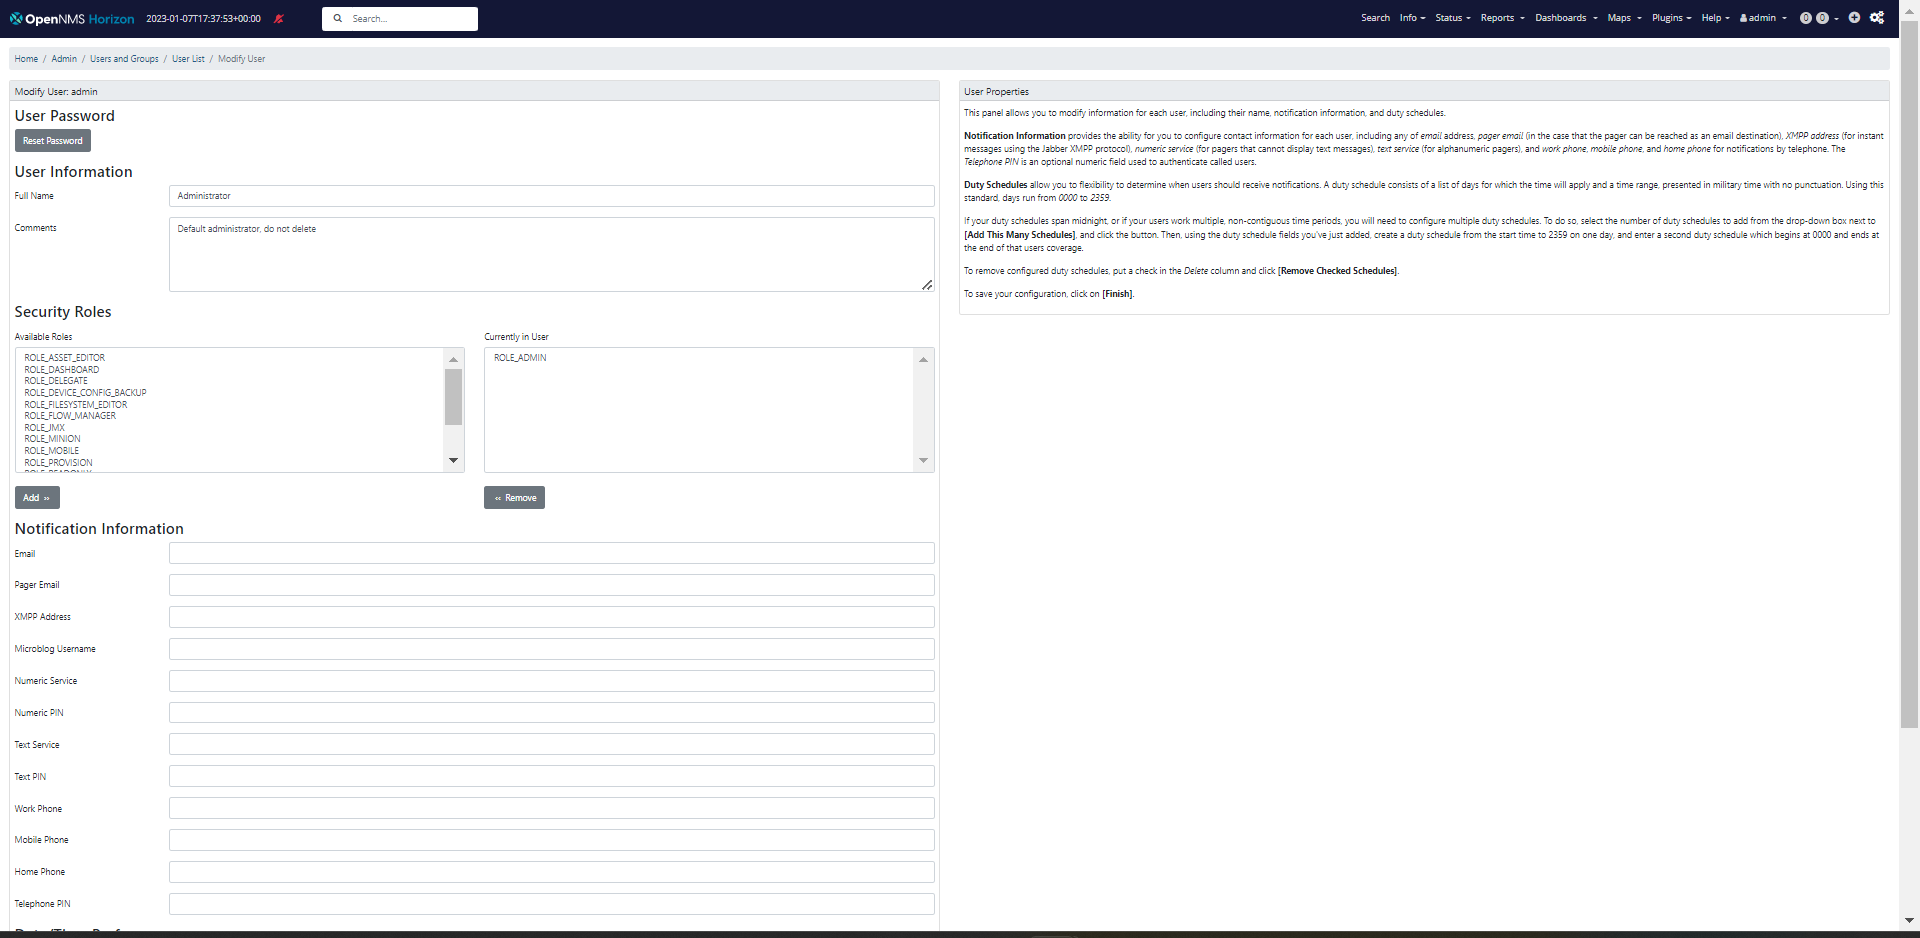 OpenNMS Horizon 2023-01-07T17:37:53+00:00 Search... Search Info Status Reports Dashboards Maps Plugins Help admin 0 0
Home / Admin / Users and Groups / User List / Modify User
Modify User: admin
User Password
Reset Password
User Information
Full Name Administrator
Comments Default administrator, do not delete
Security Roles
Available Roles
ROLE_ASSET_EDITOR
ROLE_DASHBOARD
ROLE_DELEGATE
ROLE_DEVICE_CONFIG_BACKUP
ROLE_FILESYSTEM_EDITOR
ROLE_FLOW_MANAGER
ROLE_JMX
ROLE_MINION
ROLE_MOBILE
ROLE_PROVISION
Add »
Currently in User
ROLE_ADMIN
« Remove
Notification Information
Email
Pager Email
XMPP Address
Microblog Username
Numeric Service
Numeric PIN
Text Service
Text PIN
Work Phone
Mobile Phone
Home Phone
Telephone PIN
User Properties
This panel allows you to modify information for each user, including their name, notification information, and duty schedules.
Notification Information provides the ability for you to configure contact information for each user, including any of email address, pager email (in the case that the pager can be reached as an email destination), XMPP address (for instant
messages using the Jabber XMPP protocol), numeric service (for pagers that cannot display text messages), text service (for alphanumeric pagers), and work phone, mobile phone, and home phone for notifications by telephone. The
Telephone PIN is an optional numeric field used to authenticate called users.
Duty Schedules allow you to flexibility to determine when users should receive notifications. A duty schedule consists of a list of days for which the time will apply and a time range, presented in military time with no punctuation. Using this
standard, days run from 0000 to 2359.
If your duty schedules span midnight, or if your users work multiple, non-contiguous time periods, you will need to configure multiple duty schedules. To do so, select the number of duty schedules to add from the drop-down box next to
[Add This Many Schedules], and click the button. Then, using the duty schedule fields you've just added, create a duty schedule from the start time to 2359 on one day, and enter a second duty schedule which begins at 0000 and ends at
the end of that users coverage.
To remove configured duty schedules, put a check in the Delete column and click [Remove Checked Schedules].
To save your configuration, click on [Finish].